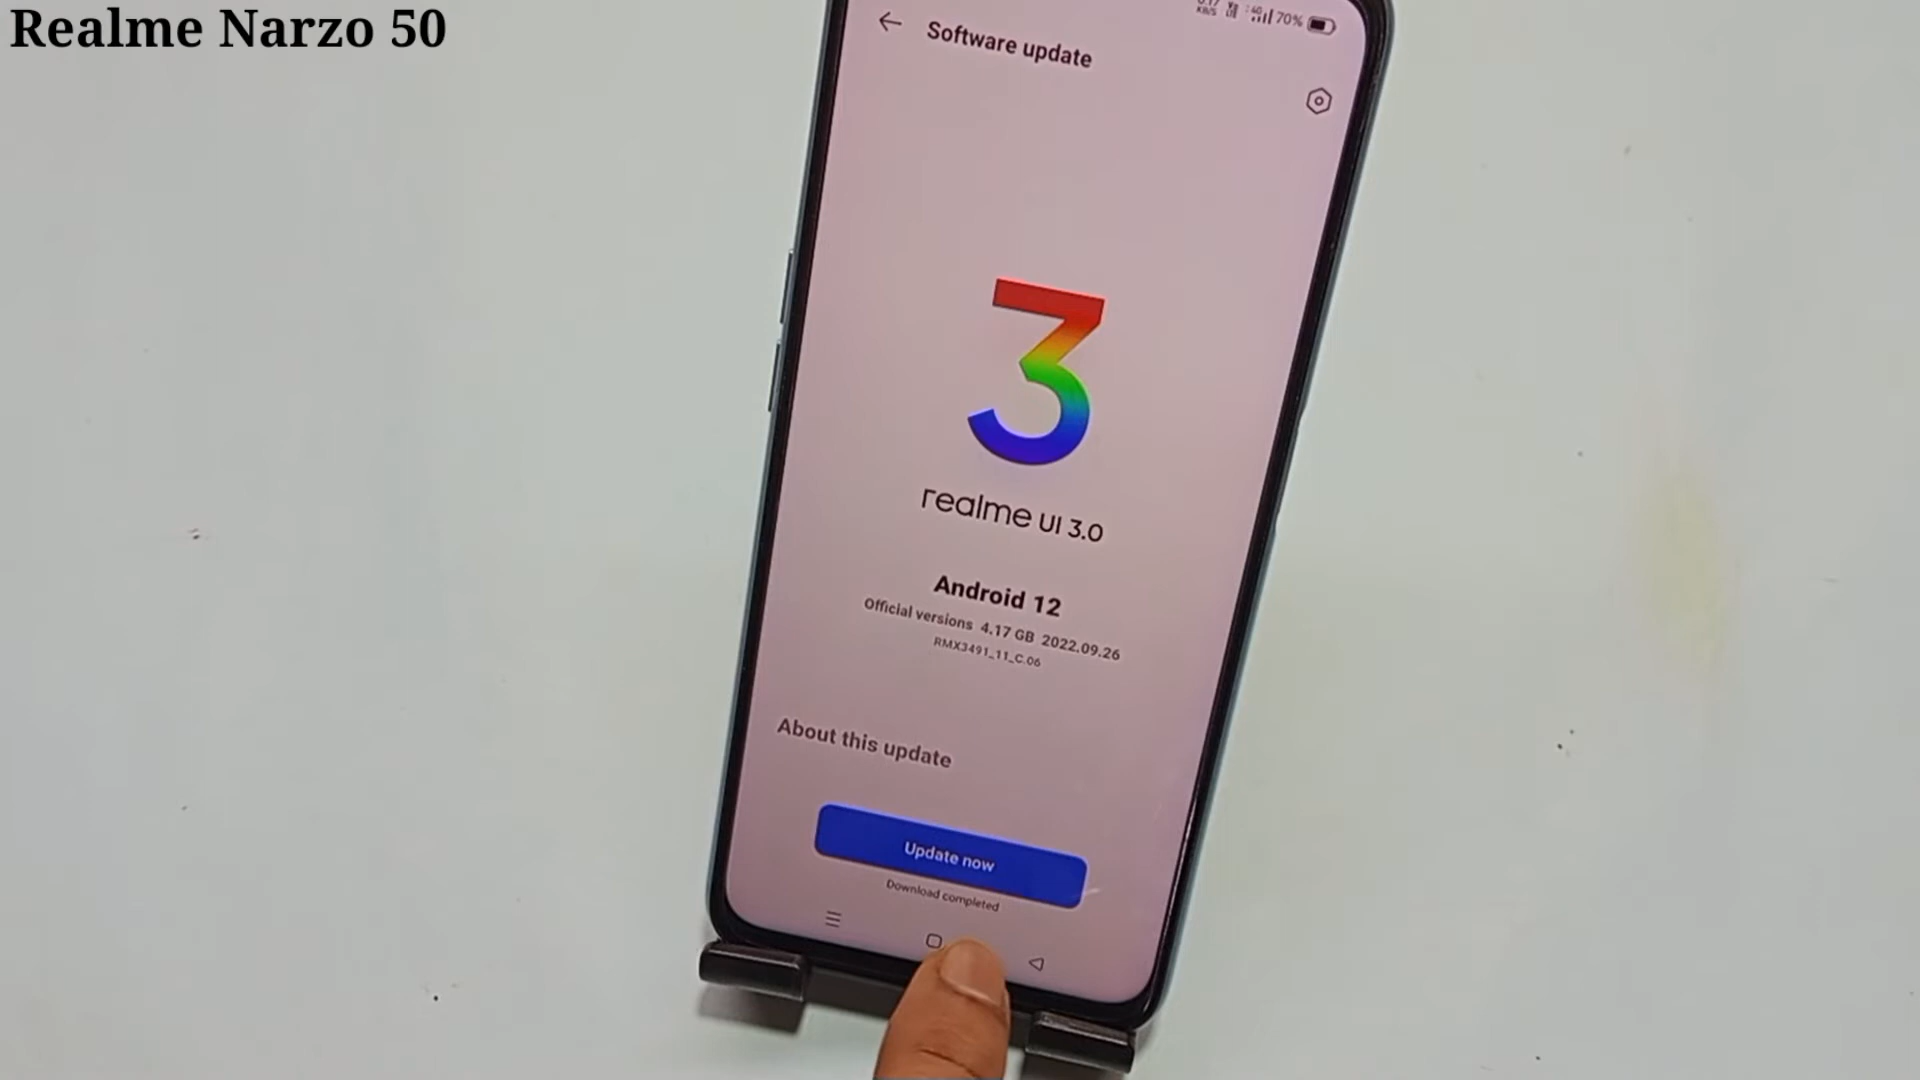 Realme Narzo 50
70%
Software update
3
realme UI 3.0
Android 12
Official versions 4.17 GB 2022.09.26
RMX3491_11_C.06
About this update
Update now
Download completed